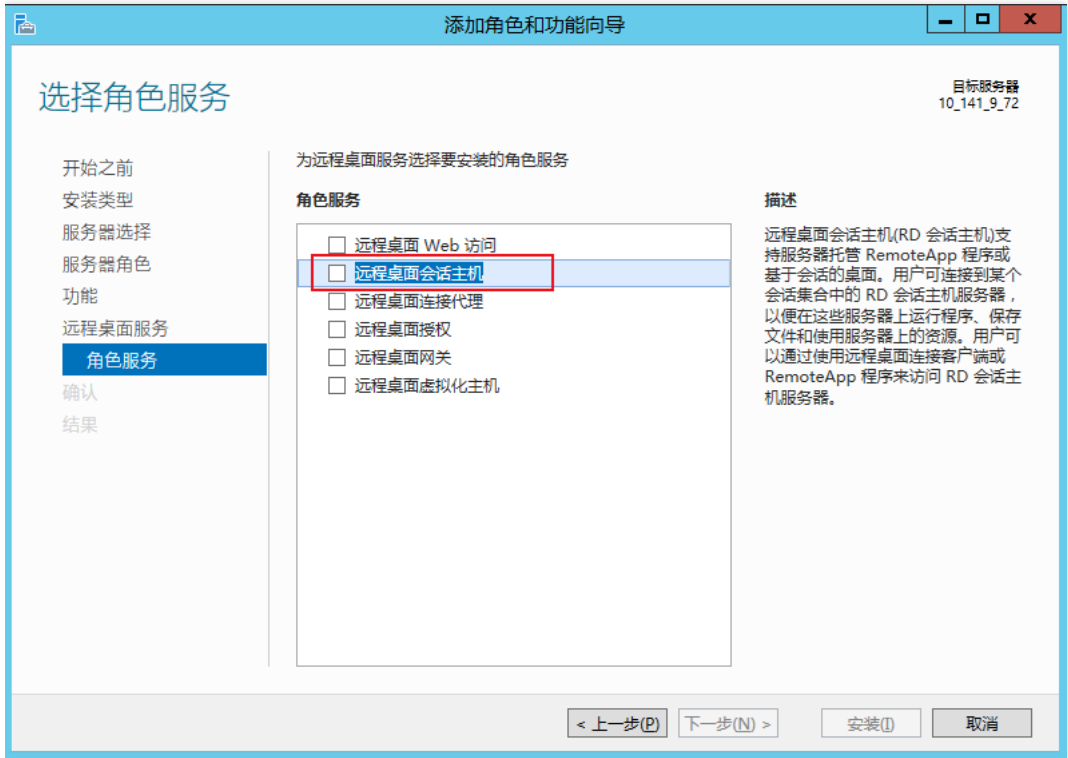 添加角色和功能向导
选择角色服务
目标服务器
10_141_9_72
开始之前
安装类型
服务器选择
服务器角色
功能
远程桌面服务
角色服务
确认
结果
为远程桌面服务选择要安装的角色服务
角色服务
远程桌面 Web 访问
远程桌面会话主机
远程桌面连接代理
远程桌面授权
远程桌面网关
远程桌面虚拟化主机
描述
远程桌面会话主机(RD 会话主机)支
持服务器托管 RemoteApp 程序或
基于会话的桌面。用户可连接到某个
会话集合中的 RD 会话主机服务器，
以便在这些服务器上运行程序、保存
文件和使用服务器上的资源。用户可
以通过使用远程桌面连接客户端或
RemoteApp 程序来访问 RD 会话主
机服务器。
< 上一步(P)
下一步(N) >
安装(I)
取消